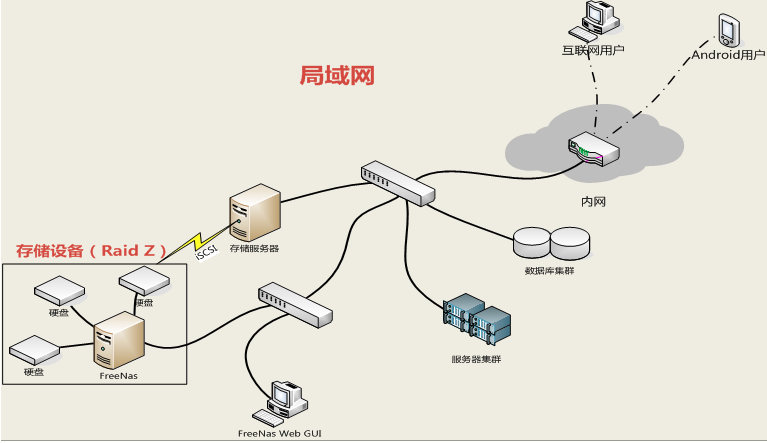 互联网用户
Android用户
局域网
内网
存储服务器
iSCSI
存储设备（Raid Z）
数据库集群
硬盘
硬盘
硬盘
服务器集群
FreeNas
FreeNas Web GUI